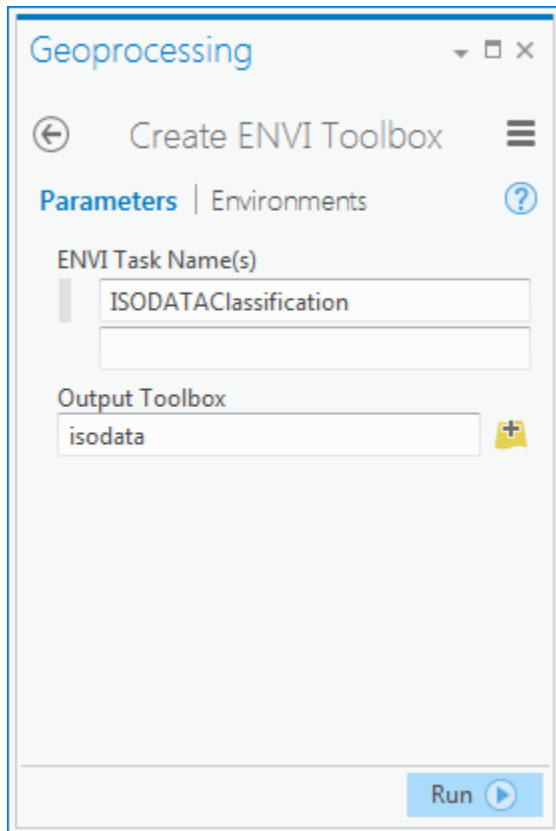 Geoprocessing
Create ENVI Toolbox
Parameters | Environments
ENVI Task Name(s)
ISODATAClassification
Output Toolbox
isodata
Run